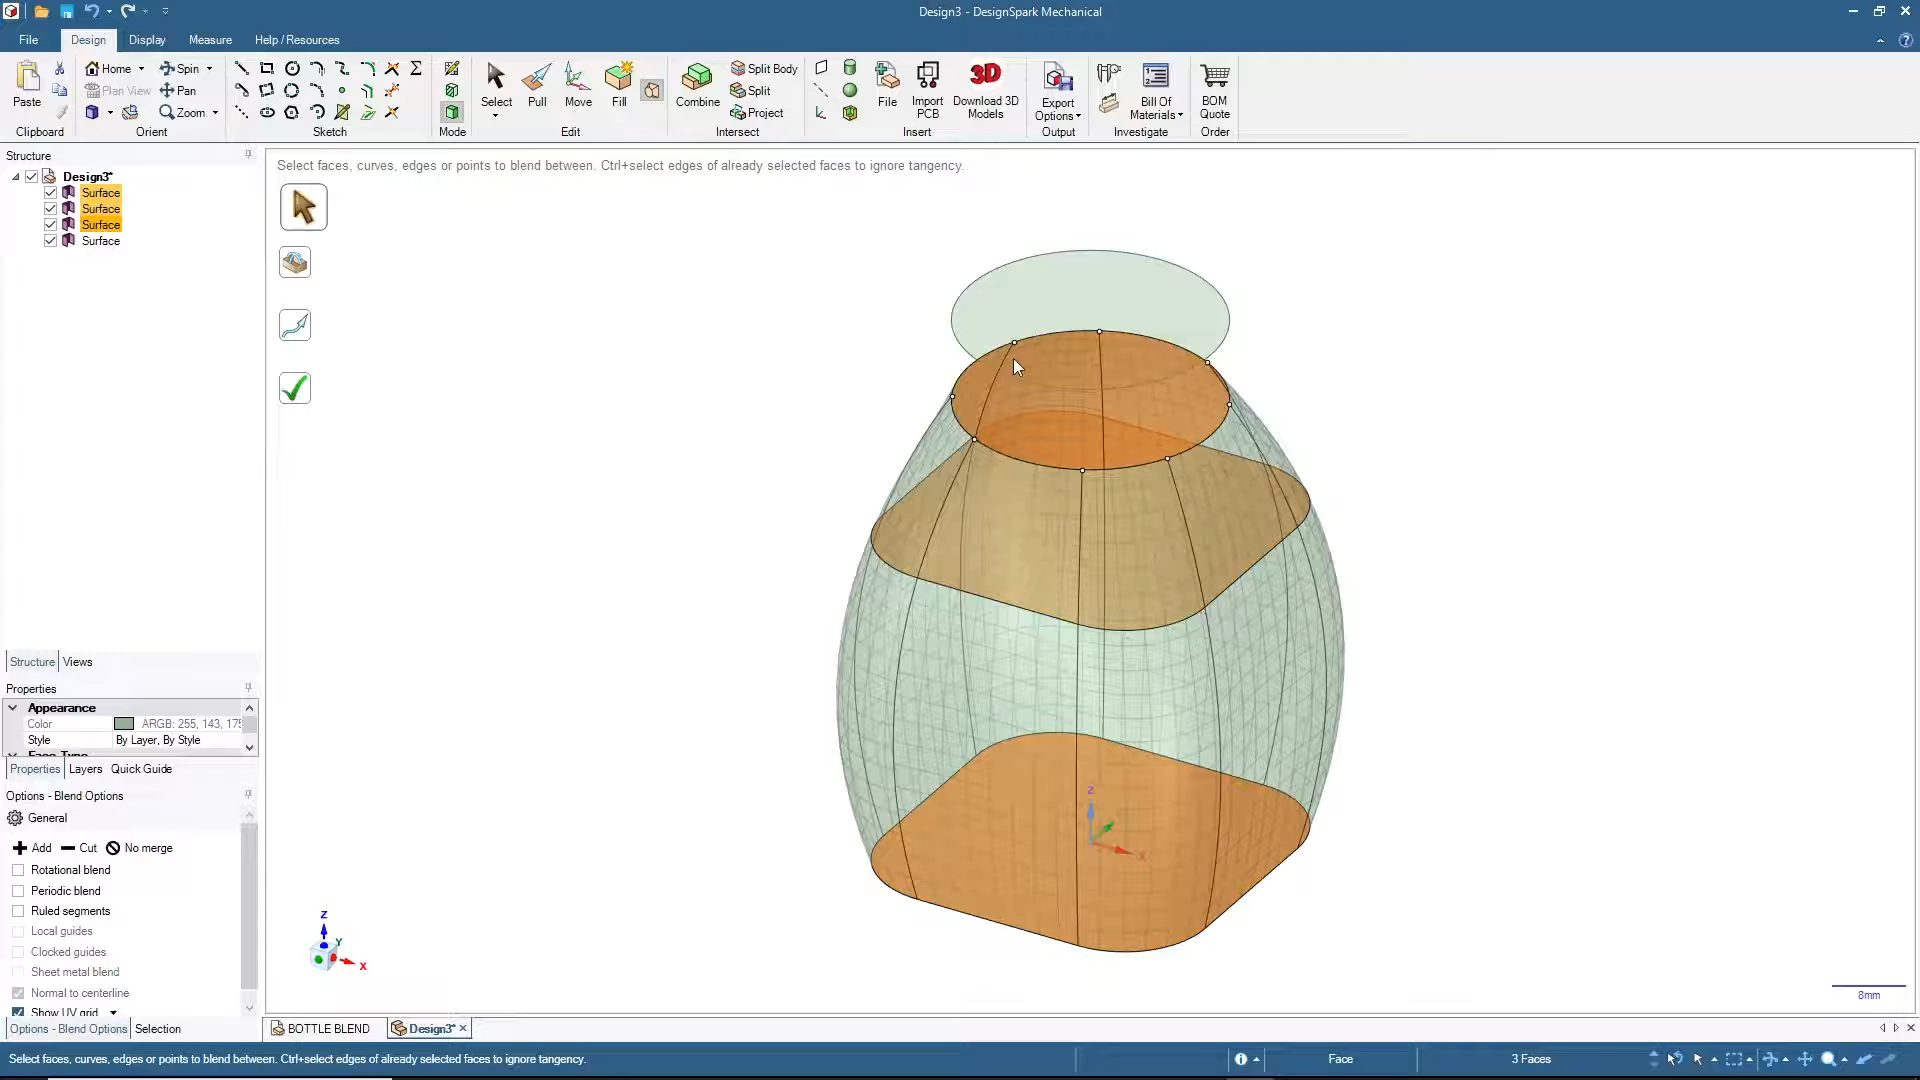 Design3 - DesignSpark Mechanical
File Design Display Measure Help / Resources
Paste
Clipboard
Home Spin
Plan View Pan
Zoom
Orient
Sketch
Mode
Select Pull Move Fill
Edit
Combine
Split Body
Split
Project
Intersect
File Import PCB 3D Download 3D Models
Insert
Export Options
Output
Bill Of Materials
Investigate
BOM Quote
Order
Structure
Design3*
Surface
Surface
Surface
Surface
Structure Views
Properties
Appearance
Color ARGB: 255, 143, 175
Style By Layer, By Style
Face Type
Properties Layers Quick Guide
Options - Blend Options
General
Add Cut No merge
Rotational blend
Periodic blend
Ruled segments
Local guides
Clocked guides
Sheet metal blend
Normal to centerline
Show UV grid
Options - Blend Options Selection
Select faces, curves, edges or points to blend between. Ctrl+select edges of already selected faces to ignore tangency.
Z
X
Z
Y
X
8mm
BOTTLE BLEND Design3*
Select faces, curves, edges or points to blend between. Ctrl+select edges of already selected faces to ignore tangency.
Face 3 Faces